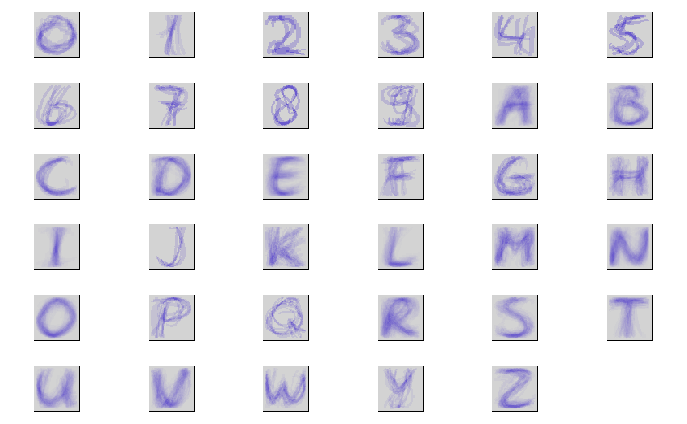 0 1 2 3 4 5
6 7 8 9 A B
C D E F G H
I J K L M N
O P Q R S T
U V W Y Z